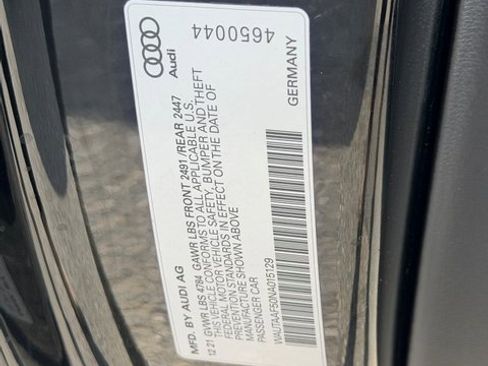 Audi
4650044
MFD. BY AUDI AG
12 21 GVWR LBS 4784 GAWR LBS FRONT 2491 /REAR 2447
THIS VEHICLE CONFORMS TO ALL APPLICABLE U.S.
FEDERAL MOTOR VEHICLE SAFETY, BUMPER AND THEFT
PREVENTION STANDARDS IN EFFECT ON THE DATE OF
MANUFACTURE SHOWN ABOVE
PASSENGER CAR
WAUTAAF50NA015129
GERMANY